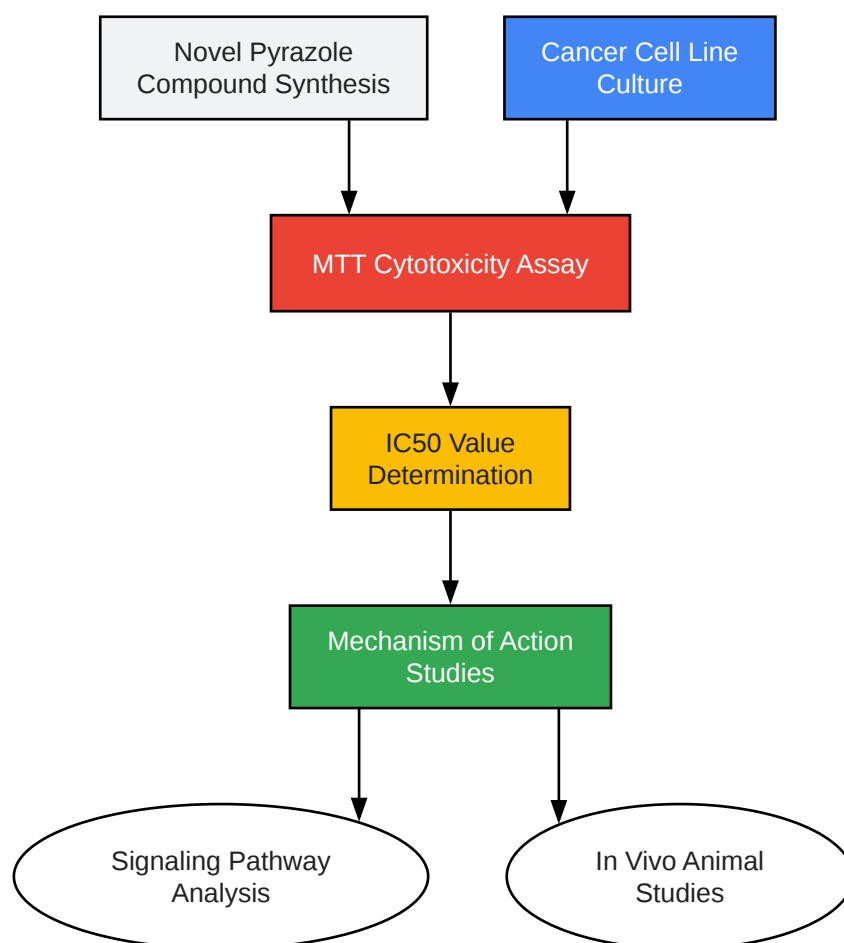 Novel Pyrazole
Compound Synthesis
Cancer Cell Line
Culture
MTT Cytotoxicity Assay
IC50 Value
Determination
Mechanism of Action
Studies
Signaling Pathway
Analysis
In Vivo Animal
Studies